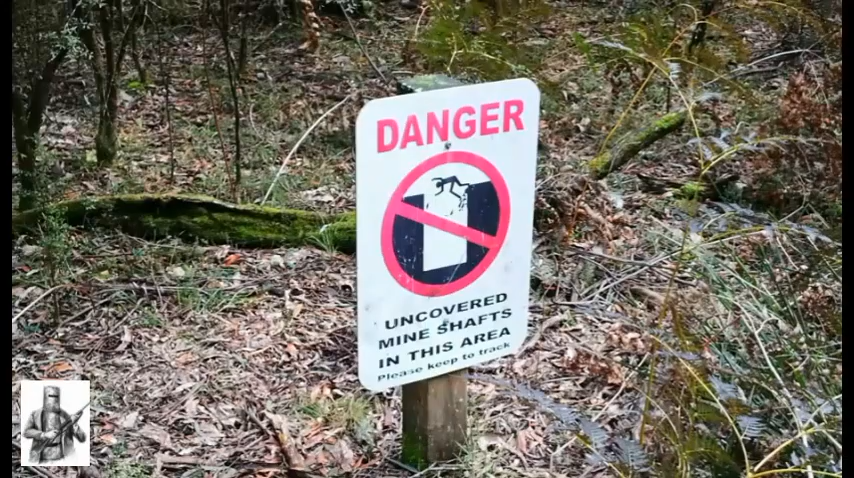 DANGER
UNCOVERED
MINE SHAFTS
IN THIS AREA
Please keep to track